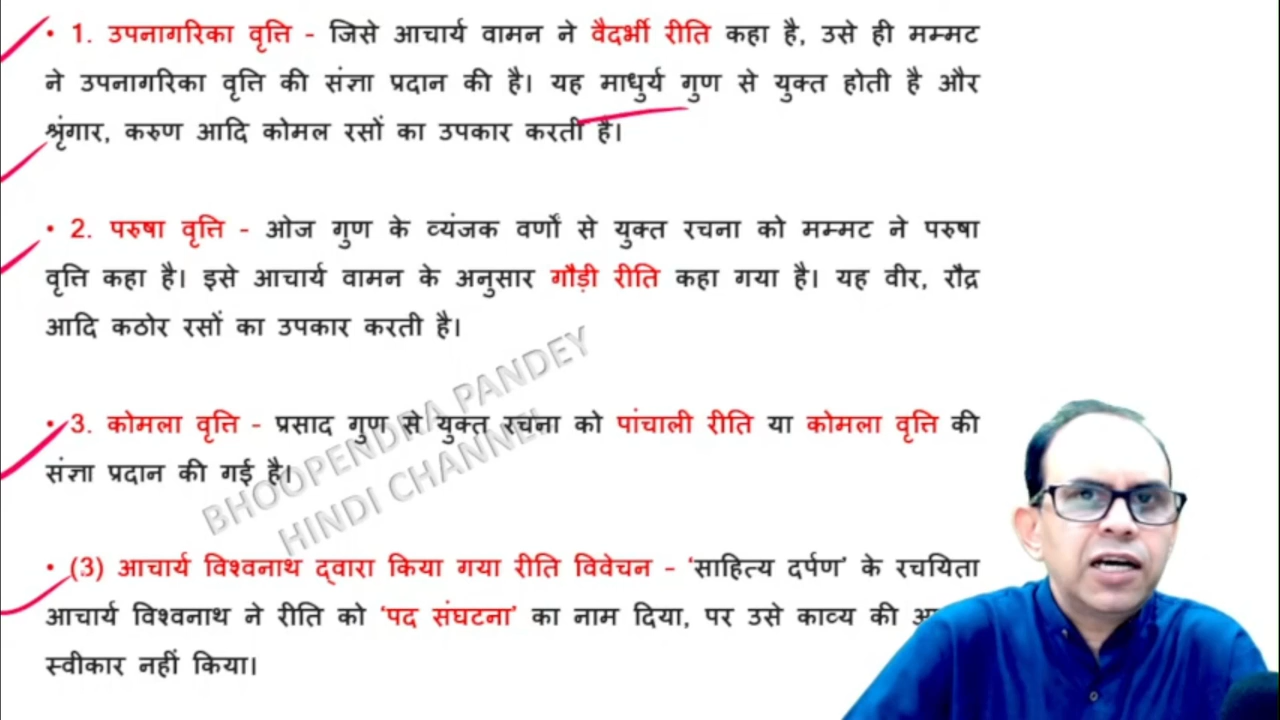 • 1. उपनागरिका वृत्ति - जिसे आचार्य वामन ने वैदर्भी रीति कहा है, उसे ही मम्मट
ने उपनागरिका वृत्ति की संज्ञा प्रदान की है। यह माधुर्य गुण से युक्त होती है और
श्रृंगार, करुण आदि कोमल रसों का उपकार करती है।
• 2. परुषा वृत्ति - ओज गुण के व्यंजक वर्णों से युक्त रचना को मम्मट ने परुषा
वृत्ति कहा है। इसे आचार्य वामन के अनुसार गौड़ी रीति कहा गया है। यह वीर, रौद्र
आदि कठोर रसों का उपकार करती है।
• 3. कोमला वृत्ति - प्रसाद गुण से युक्त रचना को पांचाली रीति या कोमला वृत्ति की
संज्ञा प्रदान की गई है।
• (3) आचार्य विश्वनाथ द्वारा किया गया रीति विवेचन - ‘साहित्य दर्पण’ के रचयिता
आचार्य विश्वनाथ ने रीति को ‘पद संघटना’ का नाम दिया, पर उसे काव्य की
स्वीकार नहीं किया।
BHOOPENDRA PANDEY
HINDI CHANNEL